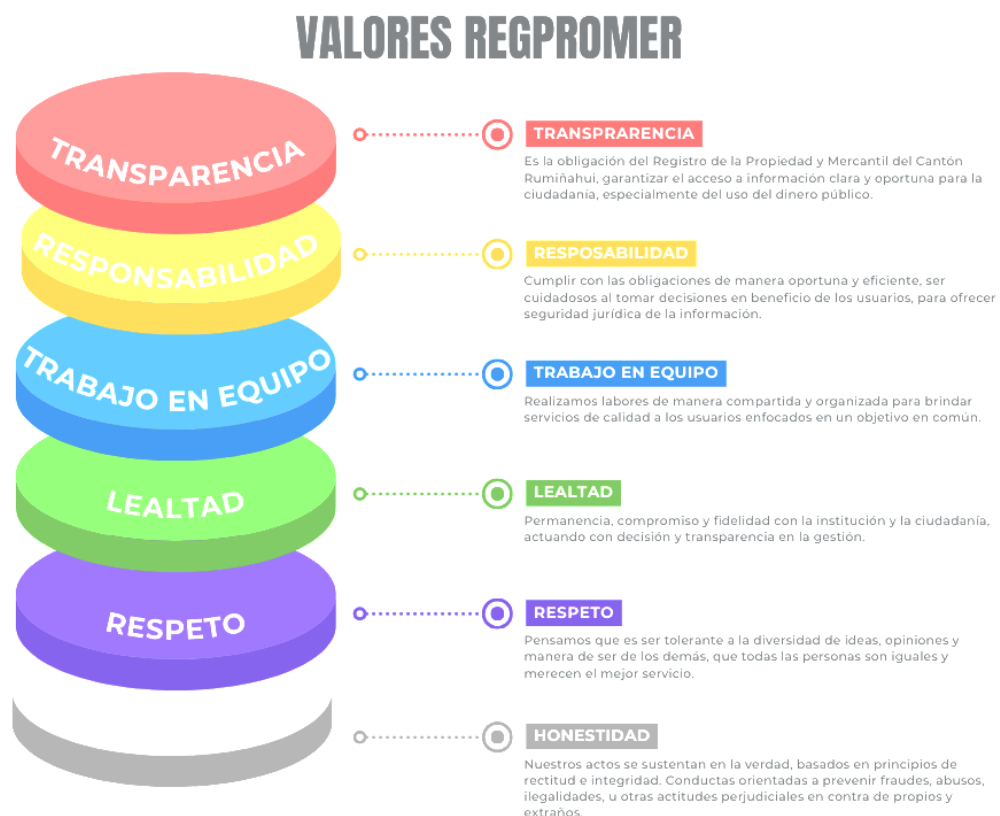 VALORES REGPROMER
TRANSPARENCIA
TRANSPRARENCIA
Es la obligación del Registro de la Propiedad y Mercantil del Cantón
Rumiñahui, garantizar el acceso a información clara y oportuna para la
ciudadanía, especialmente del uso del dinero público.
RESPONSABILIDAD
RESPOSABILIDAD
Cumplir con las obligaciones de manera oportuna y eficiente, ser
cuidadosos al tomar decisiones en beneficio de los usuarios, para ofrecer
seguridad jurídica de la información.
TRABAJO EN EQUIPO
TRABAJO EN EQUIPO
Realizamos labores de manera compartida y organizada para brindar
servicios de calidad a los usuarios enfocados en un objetivo en común.
LEALTAD
LEALTAD
Permanencia, compromiso y fidelidad con la institución y la ciudadanía,
actuando con decisión y transparencia en la gestión.
RESPETO
RESPETO
Pensamos que es ser tolerante a la diversidad de ideas, opiniones y
manera de ser de los demás, que todas las personas son iguales y
merecen el mejor servicio.
HONESTIDAD
Nuestros actos se sustentan en la verdad, basados en principios de
rectitud e integridad. Conductas orientadas a prevenir fraudes, abusos,
ilegalidades, u otras actitudes perjudiciales en contra de propios y
extraños.